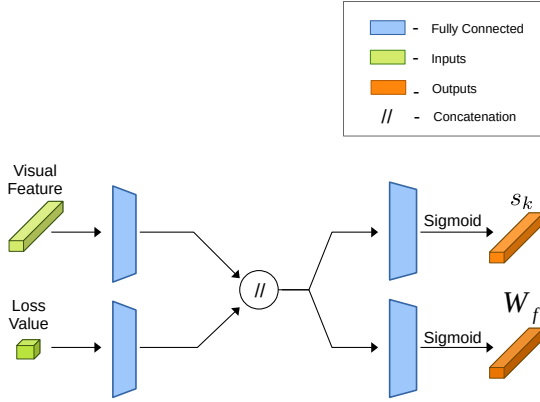 - Fully Connected
- Inputs
- Outputs
// - Concatenation
Visual
Feature
s_k
Sigmoid
//
Loss
Value
W_f
Sigmoid